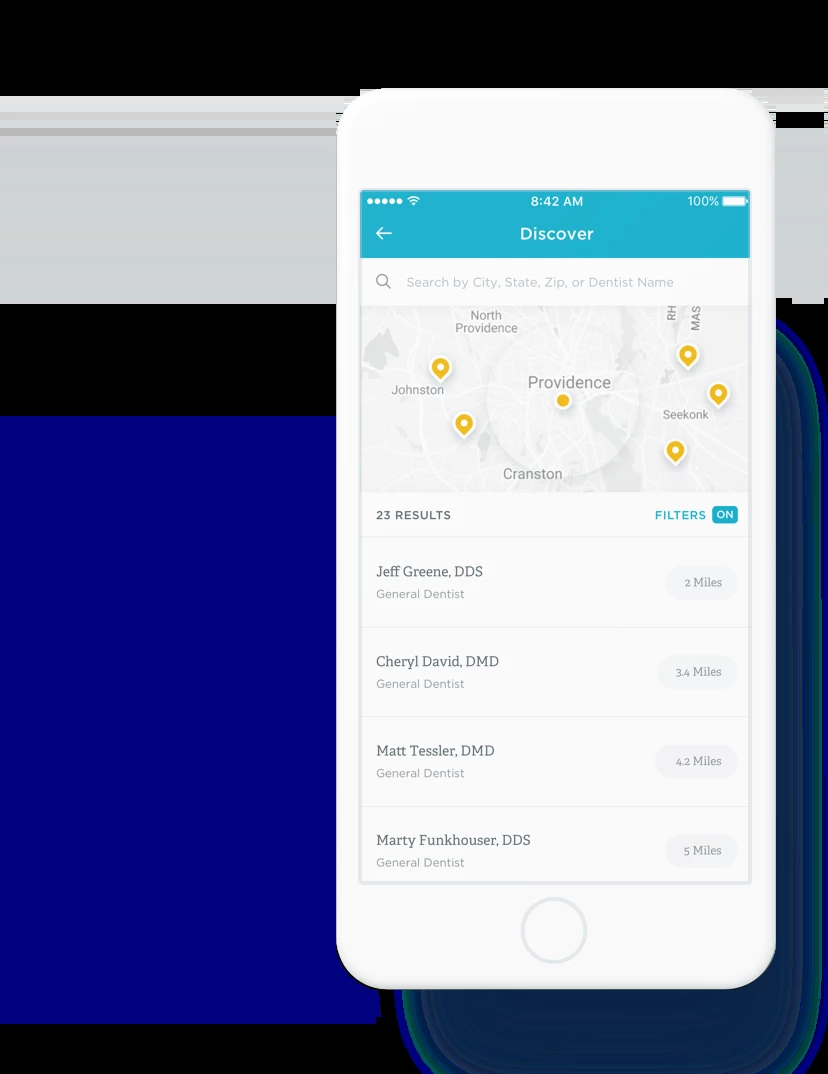 8:42 AM
100%
Discover
Search by City, State, Zip, or Dentist Name
North
Providence
RH
MAS
Johnston
Providence
Seekonk
Cranston
23 RESULTS
FILTERS ON
Jeff Greene, DDS
General Dentist
2 Miles
Cheryl David, DMD
General Dentist
3.4 Miles
Matt Tessler, DMD
General Dentist
4.2 Miles
Marty Funkhouser, DDS
General Dentist
5 Miles